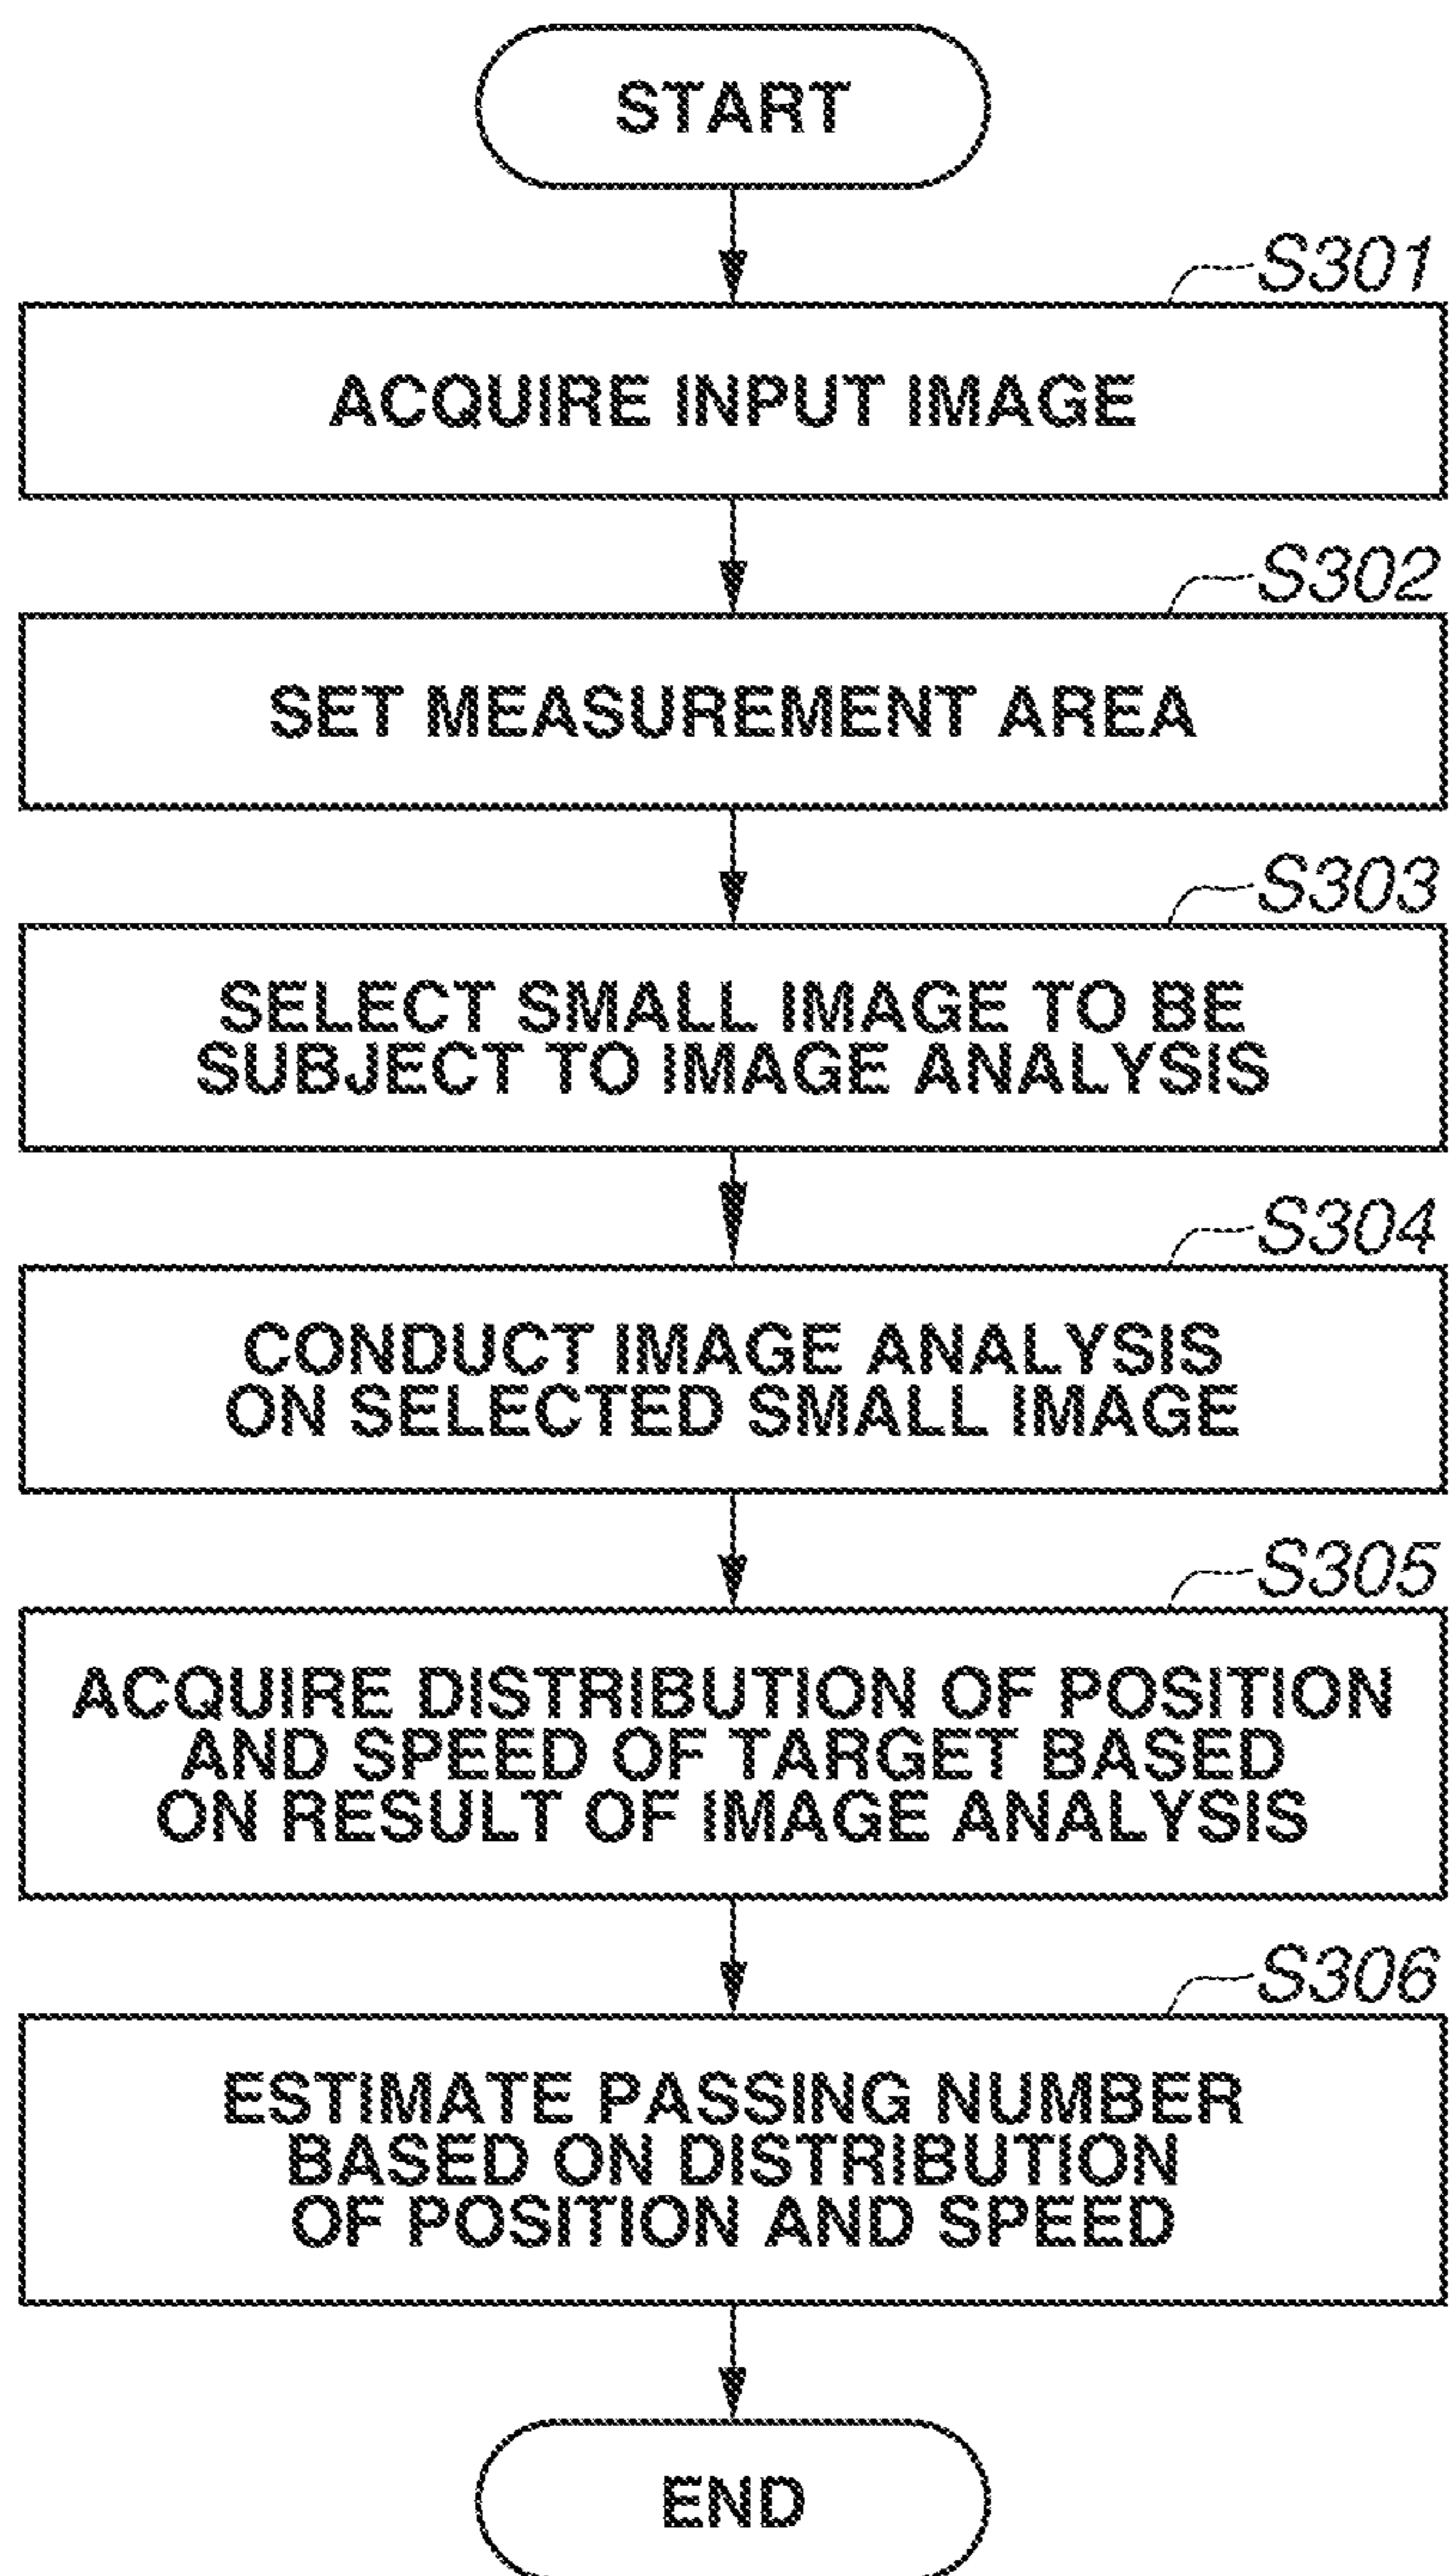 START
S301
ACQUIRE INPUT IMAGE
S302
SET MEASUREMENT AREA
S303
SELECT SMALL IMAGE TO BE
SUBJECT TO IMAGE ANALYSIS
S304
CONDUCT IMAGE ANALYSIS
ON SELECTED SMALL IMAGE
S305
ACQUIRE DISTRIBUTION OF POSITION
AND SPEED OF TARGET BASED
ON RESULT OF IMAGE ANALYSIS
S306
ESTIMATE PASSING NUMBER
BASED ON DISTRIBUTION
OF POSITION AND SPEED
END